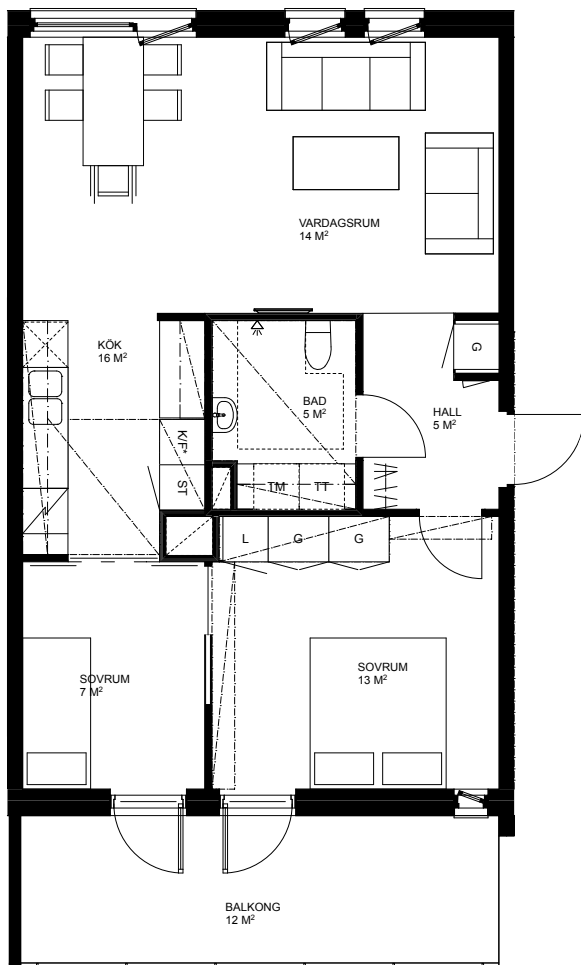 VARDAGSRUM
14 M²
KÖK
16 M²
G
BAD
5 M²
HALL
5 M²
K/F*
ST
TM
TT
L
G
G
SOVRUM
7 M²
SOVRUM
13 M²
BALKONG
12 M²